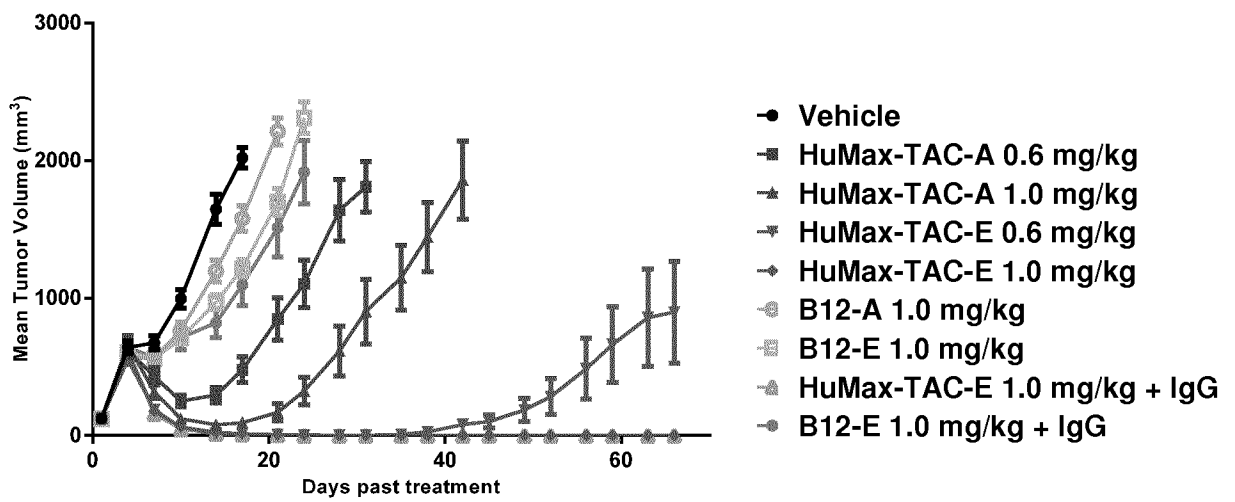 3000
2000
1000
0
Mean Tumor Volume (mm³)
0 20 40 60
Days past treatment
Vehicle
HuMax-TAC-A 0.6 mg/kg
HuMax-TAC-A 1.0 mg/kg
HuMax-TAC-E 0.6 mg/kg
HuMax-TAC-E 1.0 mg/kg
B12-A 1.0 mg/kg
B12-E 1.0 mg/kg
HuMax-TAC-E 1.0 mg/kg + IgG
B12-E 1.0 mg/kg + IgG